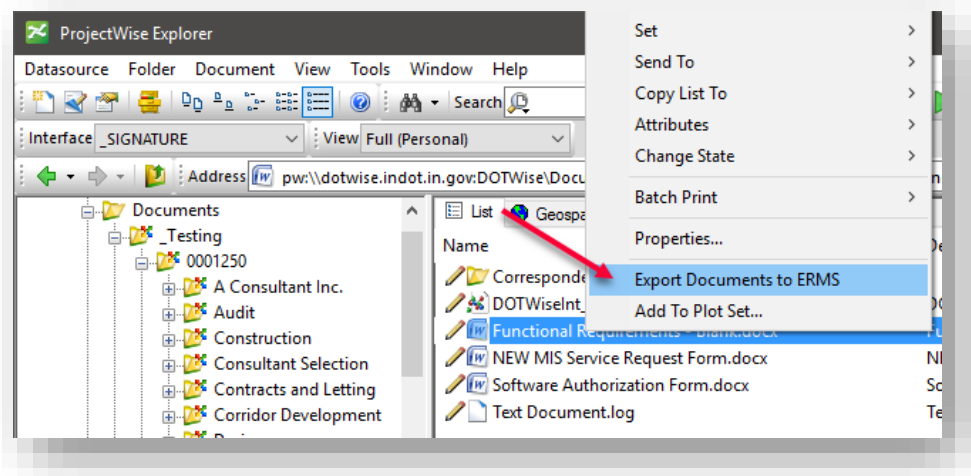 ProjectWise Explorer
Datasource Folder Document View Tools Window Help
Search
Interface _SIGNATURE View Full (Personal)
Address pw:\\dotwise.indot.in.gov:DOTWise\Docu
Documents
_Testing
0001250
A Consultant Inc.
Audit
Construction
Consultant Selection
Contracts and Letting
Corridor Development
List Geospa
Name
Corresponde
DOTWiseInt_
Functional Requirements - Blank.docx
NEW MIS Service Request Form.docx
Software Authorization Form.docx
Text Document.log
Set
Send To
Copy List To
Attributes
Change State
Batch Print
Properties...
Export Documents to ERMS
Add To Plot Set...